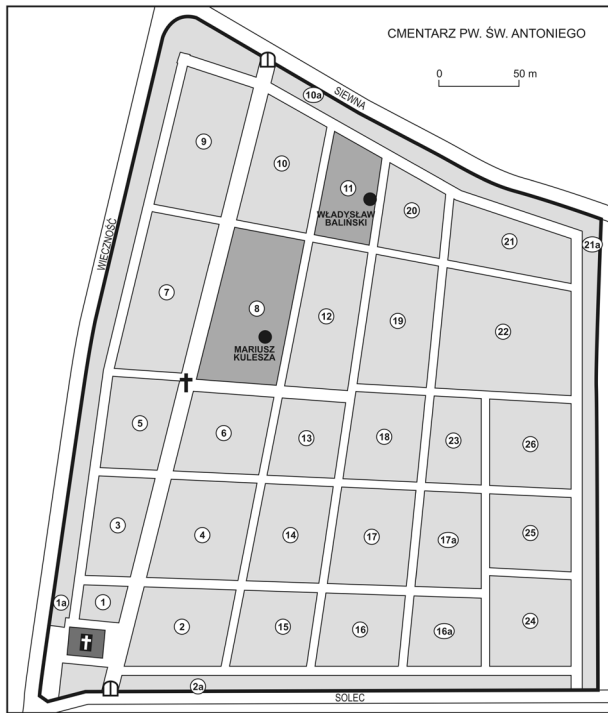 CMENTARZ PW. ŚW. ANTONIEGO
0 50 m
SIEWNA
10a
9
10
11
WŁADYSŁAW
BALIŃSKI
20
21
21a
WIECZNOŚĆ
7
8
MARIUSZ
KULESZA
12
19
22
5
6
13
18
23
26
3
4
14
17
17a
25
1a
1
2
15
16
16a
24
2a
SOLEC